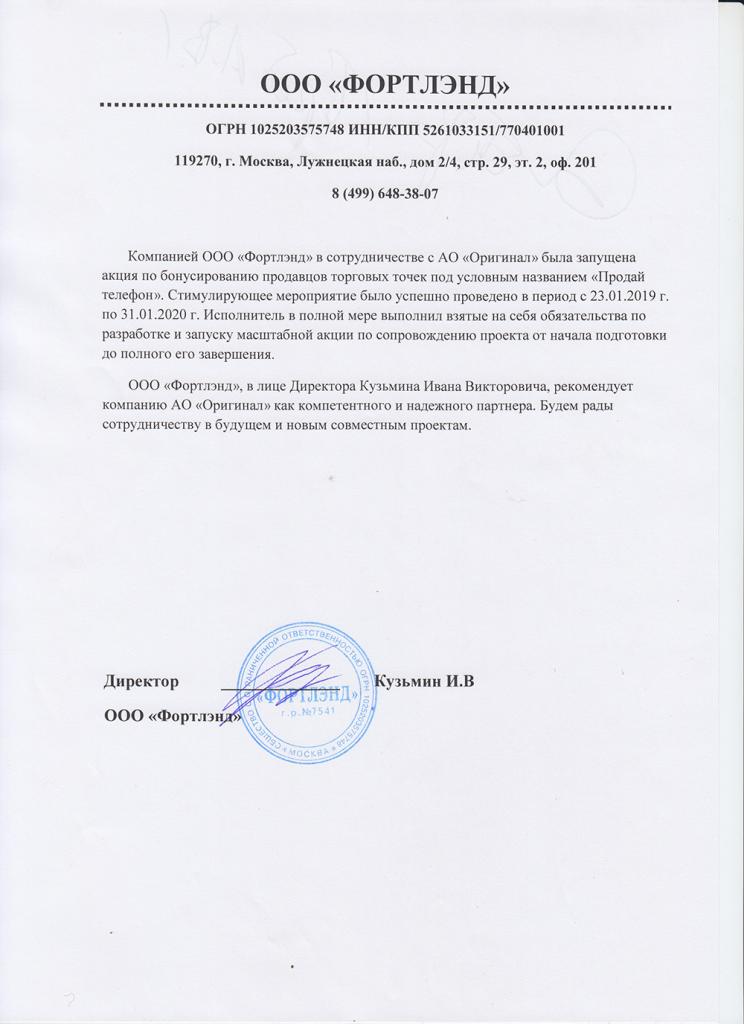 ООО «ФОРТЛЭНД»
ОГРН 1025203575748 ИНН/КПП 5261033151/770401001
119270, г. Москва, Лужнецкая наб., дом 2/4, стр. 29, эт. 2, оф. 201
8 (499) 648-38-07
Компанией ООО «Фортлэнд» в сотрудничестве с АО «Оригинал» была запущена
акция по бонусированию продавцов торговых точек под условным названием «Продай
телефон». Стимулирующее мероприятие было успешно проведено в период с 23.01.2019 г.
по 31.01.2020 г. Исполнитель в полной мере выполнил взятые на себя обязательства по
разработке и запуску масштабной акции по сопровождению проекта от начала подготовки
до полного его завершения.
ООО «Фортлэнд», в лице Директора Кузьмина Ивана Викторовича, рекомендует
компанию АО «Оригинал» как компетентного и надежного партнера. Будем рады
сотрудничеству в будущем и новым совместным проектам.
Директор Кузьмин И.В
ООО «Фортлэнд»
ОБЩЕСТВО С ОГРАНИЧЕННОЙ ОТВЕТСТВЕННОСТЬЮ ОГРН 1025203575748
«ФОРТЛЭНД»
г.р.№7541
* МОСКВА *